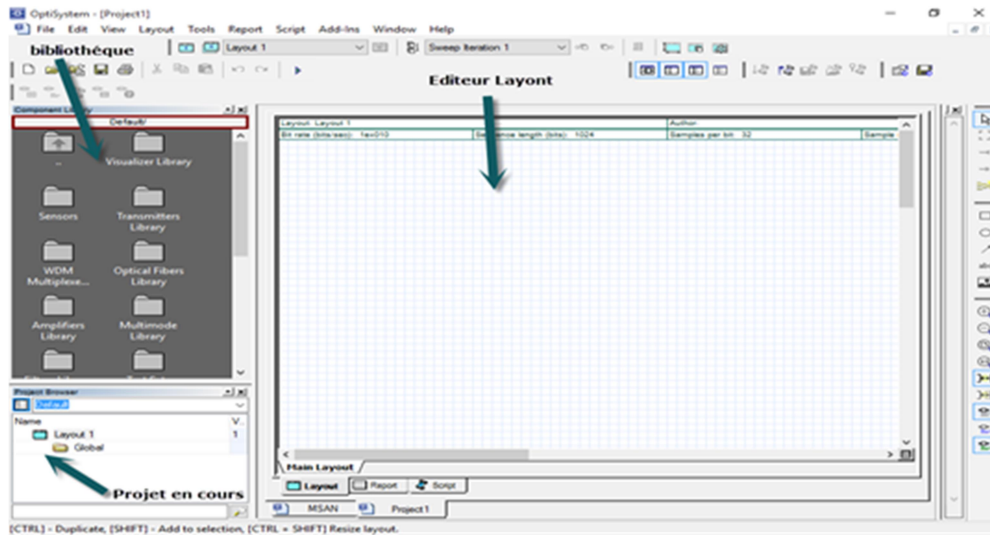 OptiSystem - [Project1]
File Edit View Layout Tools Report Script Add-Ins Window Help
bibliothéque
Layout 1
Sweep Iteration 1
Editeur Layont
Component Library
Default/
..
Visualizer Library
Sensors
Transmitters Library
WDM Multiplexe...
Optical Fibers Library
Amplifiers Library
Multimode Library
Layout: Layout 1
Author:
Bit rate (bits/sec): 1e+010
Sequence length (bits): 1024
Samples per bit: 32
Sample
Project Browser
Default
Name
V.
Layout 1
1
Global
Projet en cours
Main Layout
Layout
Report
Script
MSAN
Project1
[CTRL] - Duplicate, [SHIFT] - Add to selection, [CTRL + SHIFT] Resize layout.